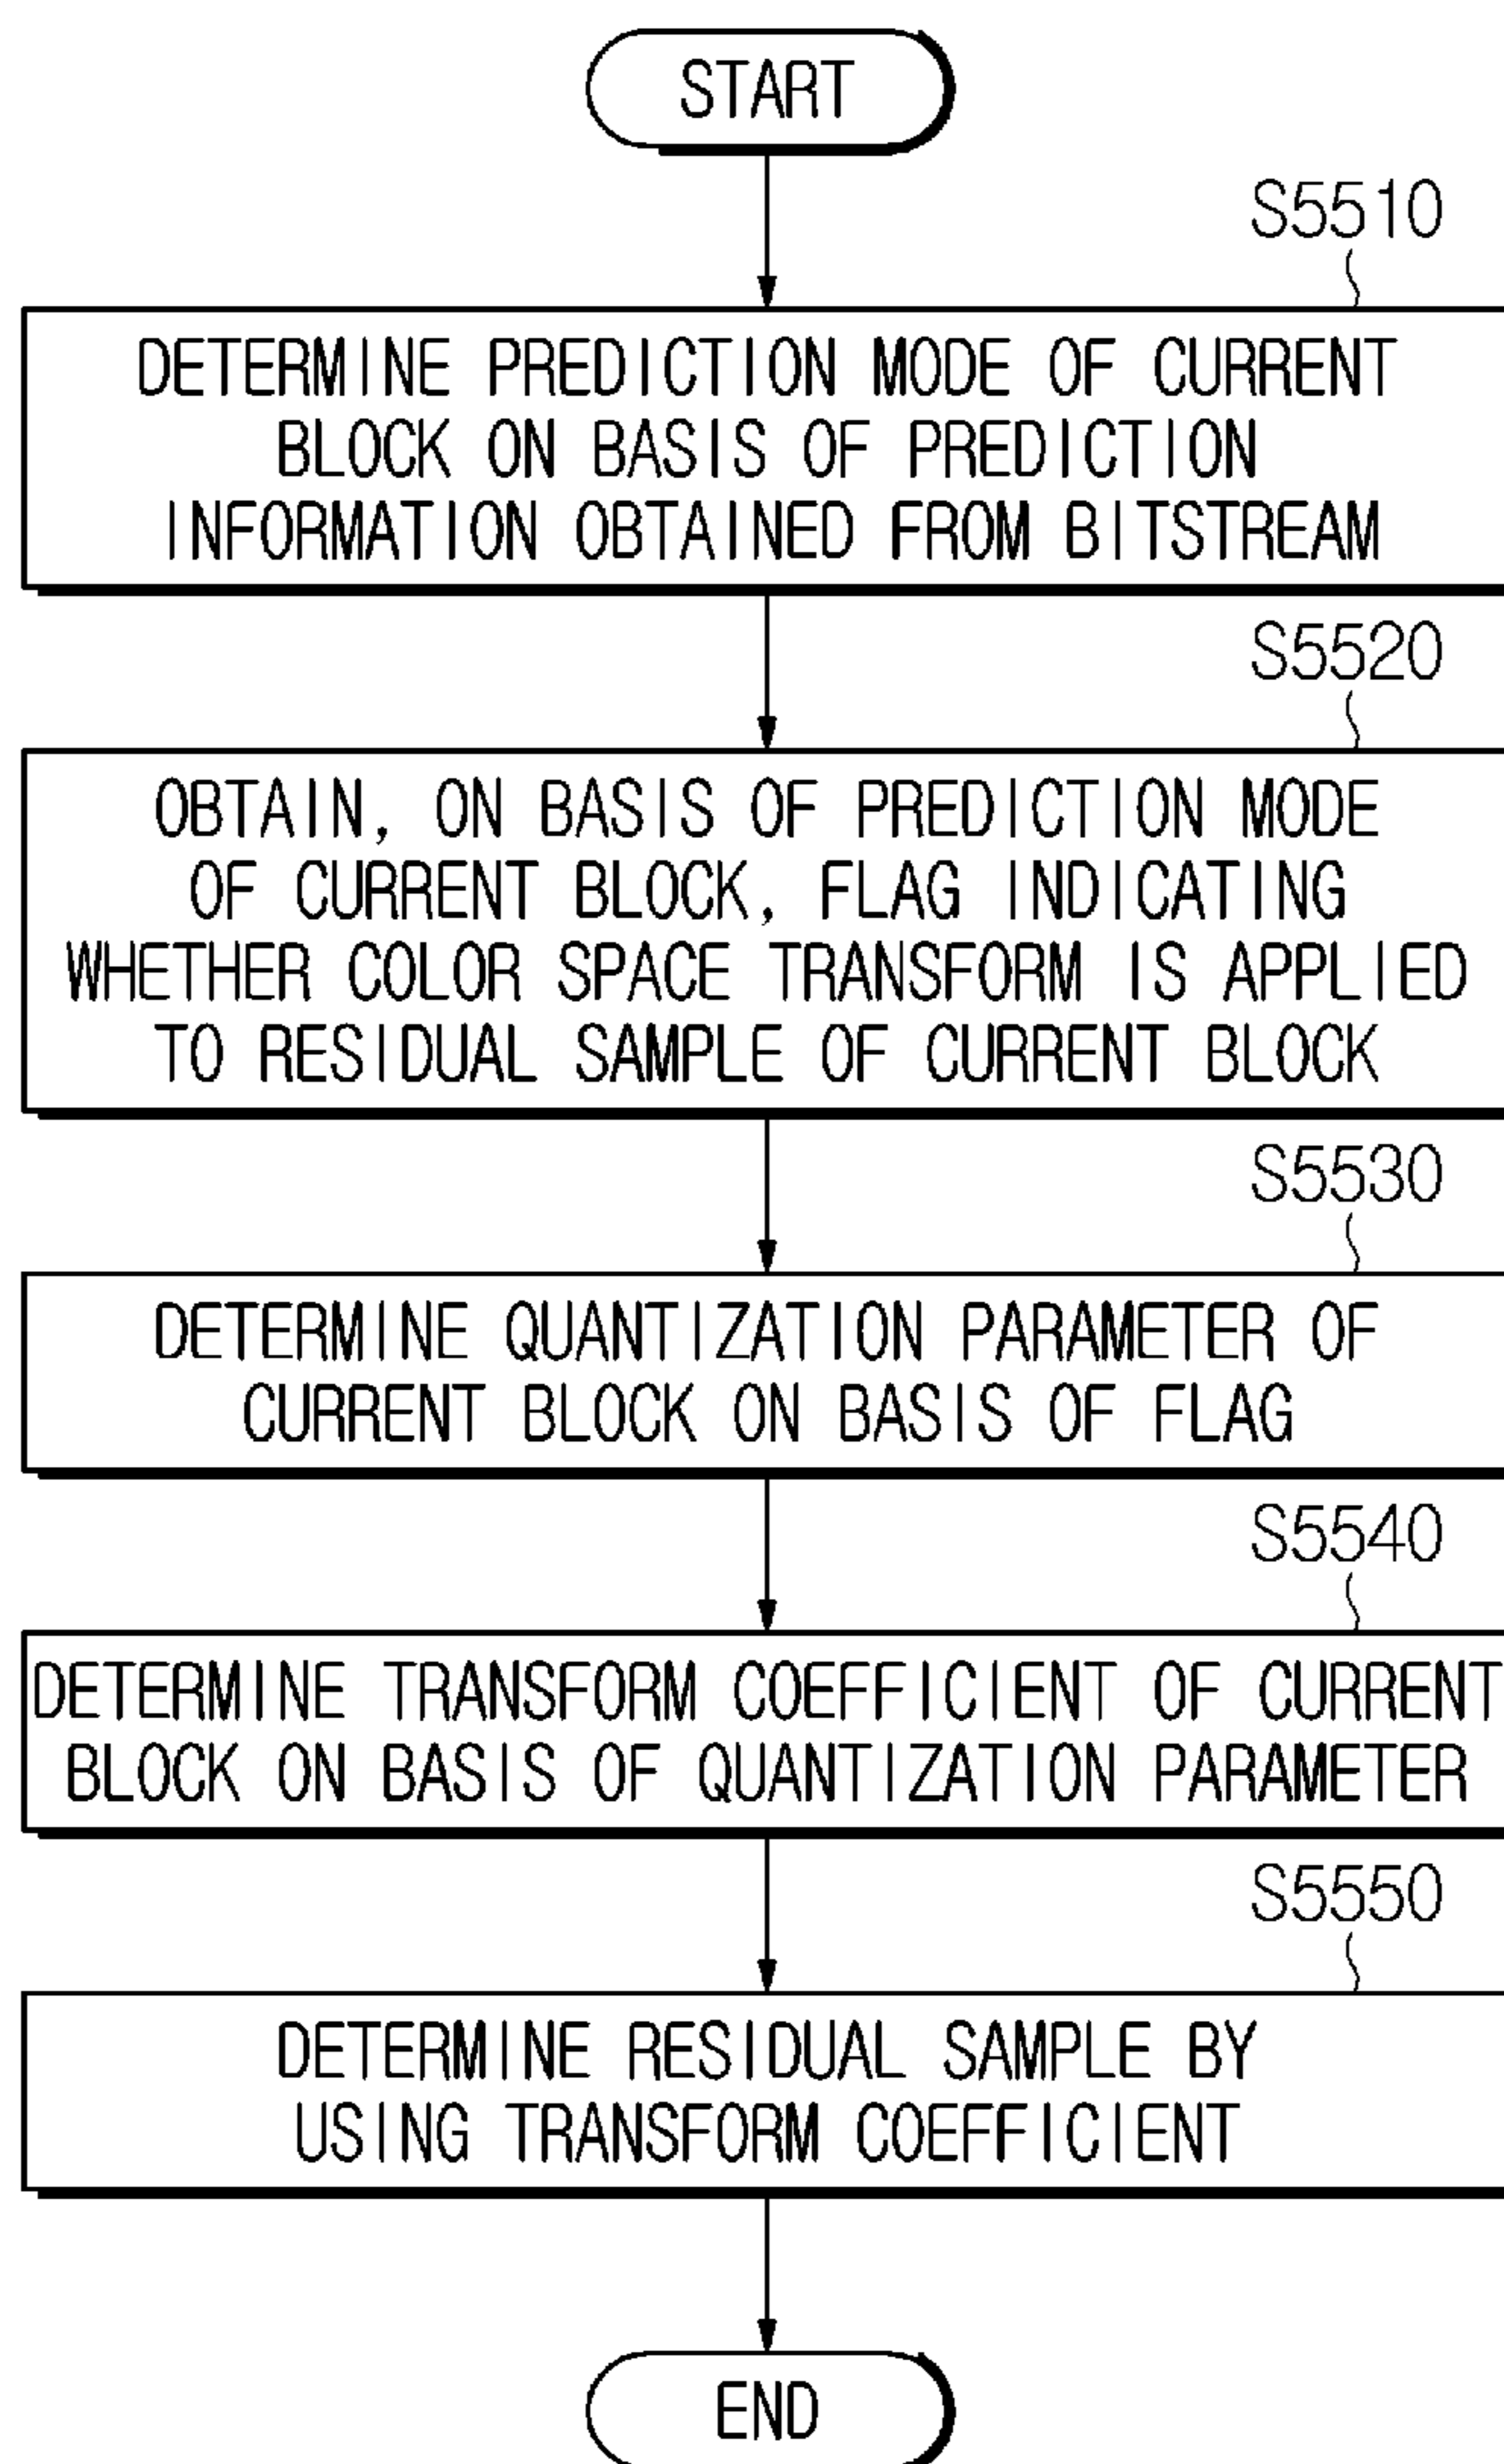 START
S5510
DETERMINE PREDICTION MODE OF CURRENT
BLOCK ON BASIS OF PREDICTION
INFORMATION OBTAINED FROM BITSTREAM
S5520
OBTAIN, ON BASIS OF PREDICTION MODE
OF CURRENT BLOCK, FLAG INDICATING
WHETHER COLOR SPACE TRANSFORM IS APPLIED
TO RESIDUAL SAMPLE OF CURRENT BLOCK
S5530
DETERMINE QUANTIZATION PARAMETER OF
CURRENT BLOCK ON BASIS OF FLAG
S5540
DETERMINE TRANSFORM COEFFICIENT OF CURRENT
BLOCK ON BASIS OF QUANTIZATION PARAMETER
S5550
DETERMINE RESIDUAL SAMPLE BY
USING TRANSFORM COEFFICIENT
END